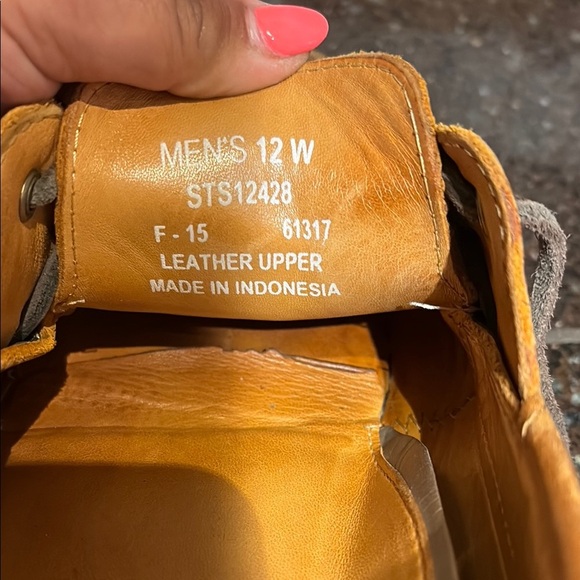 MEN'S 12 W
STS12428
F - 15 61317
LEATHER UPPER
MADE IN INDONESIA